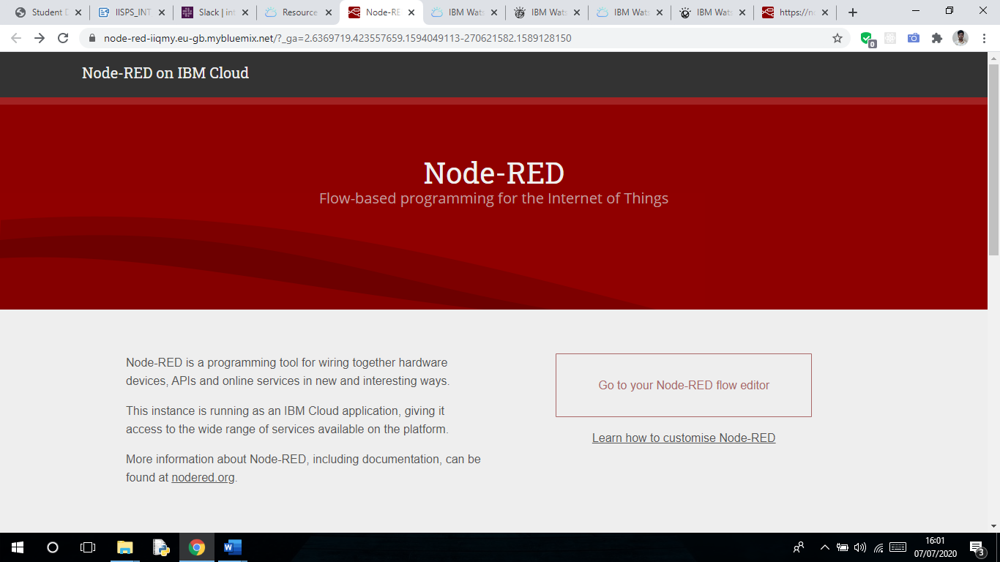 Student D
IISPS_INT
Slack | int
Resource
Node-RE
IBM Wats
IBM Wats
IBM Wats
IBM Wats
https://no
node-red-iiqmy.eu-gb.mybluemix.net/?_ga=2.6369719.423557659.1594049113-270621582.1589128150
0
Node-RED on IBM Cloud
Node-RED
Flow-based programming for the Internet of Things
Node-RED is a programming tool for wiring together hardware
devices, APIs and online services in new and interesting ways.
This instance is running as an IBM Cloud application, giving it
access to the wide range of services available on the platform.
More information about Node-RED, including documentation, can be
found at nodered.org.
Go to your Node-RED flow editor
Learn how to customise Node-RED
16:01
07/07/2020
3